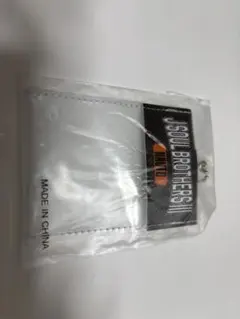 J SOUL BROTHERS III
MADE IN CHINA